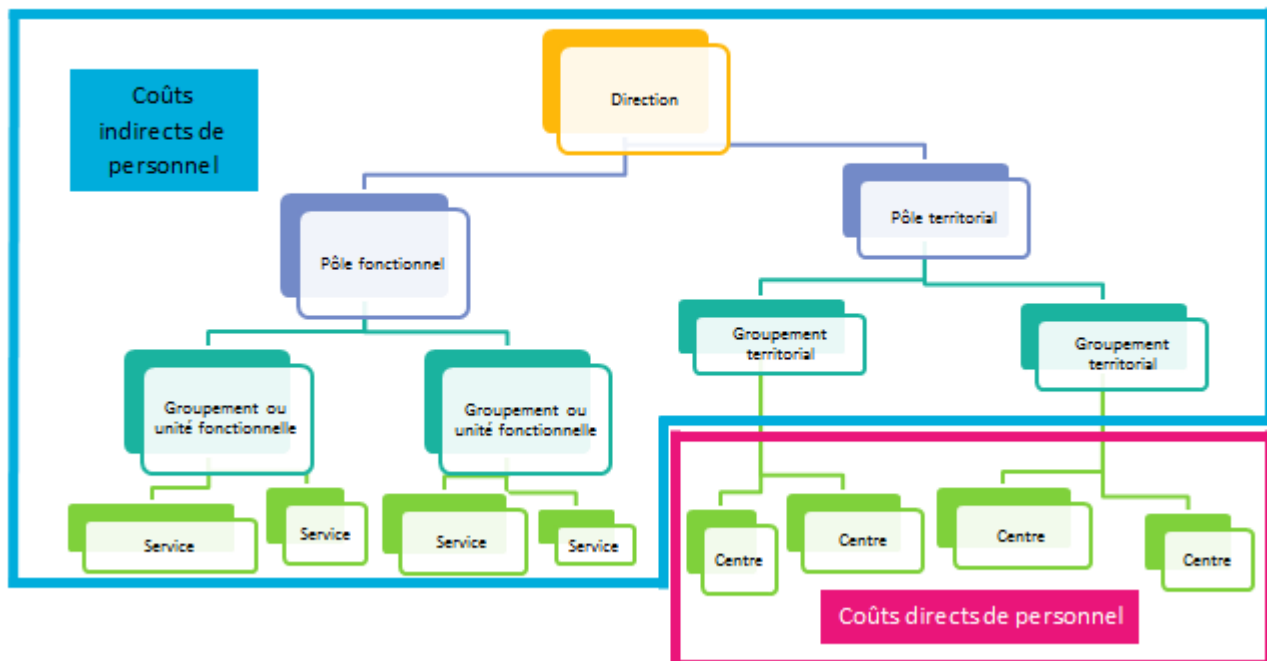 Coûts
indirects de
personnel
Direction
Pôle fonctionnel
Pôle territorial
Groupement ou
unité fonctionnelle
Groupement ou
unité fonctionnelle
Groupement
territorial
Groupement
territorial
Service
Service
Service
Service
Centre
Centre
Centre
Centre
Coûts directs de personnel